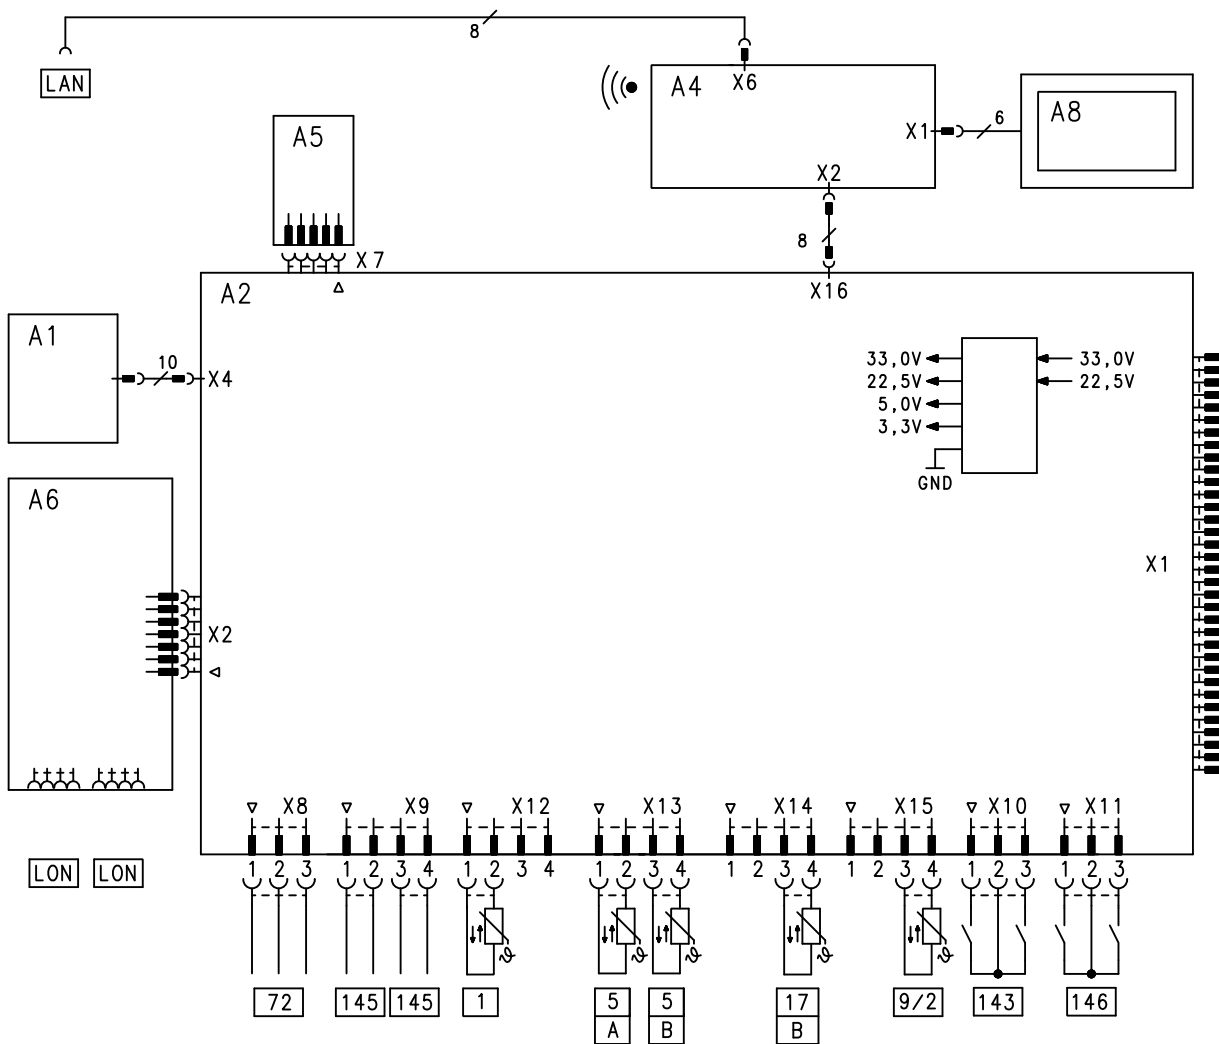 8
LAN
A4
X6
A8
X1
6
A5
X2
8
X7
A2
X16
A1
10
X4
33,0V
33,0V
22,5V
22,5V
5,0V
3,3V
GND
A6
X1
X2
X8
X9
X12
X13
X14
X15
X10
X11
1 2 3
1 2 3 4
1 2 3 4
1 2 3 4
1 2 3 4
1 2 3 4
1 2 3
1 2 3
LON LON
ϑ ϑ ϑ ϑ ϑ
72
145
145
1
5
5
17
9/2
143
146
A
B
B